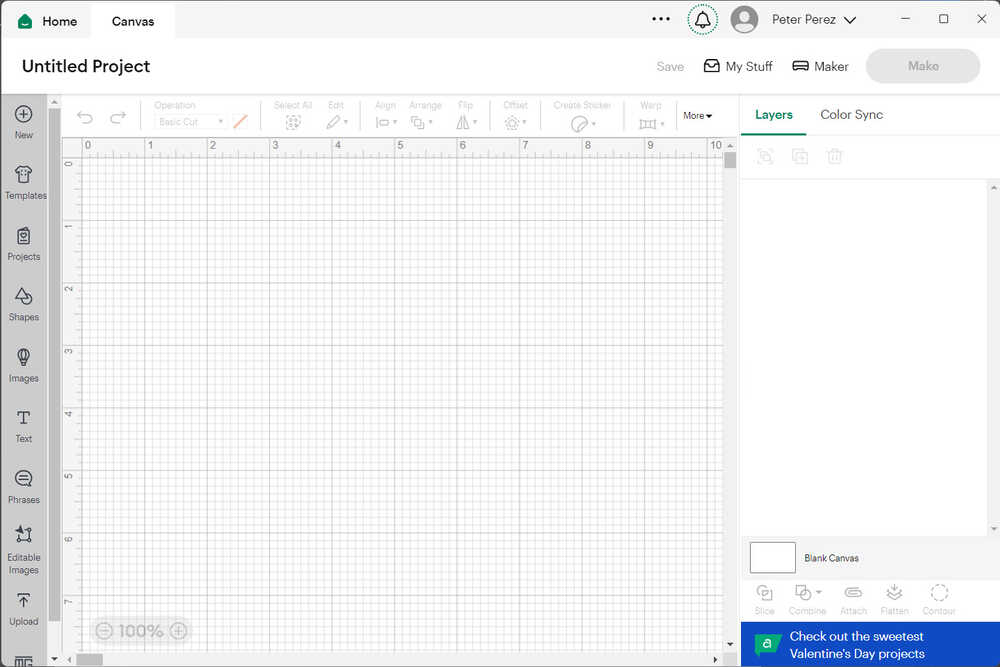 Home
Canvas
Peter Perez
Untitled Project
Save
My Stuff
Maker
Make
New
Templates
Projects
Shapes
Images
Text
Phrases
Editable
Images
Upload
Operation
Basic Cut
Select All
Edit
Align
Arrange
Flip
Offset
Create Sticker
Warp
More
0 1 2 3 4 5 6 7 8 9 10
0
1
2
3
4
5
6
7
100%
Layers
Color Sync
Blank Canvas
Slice
Combine
Attach
Flatten
Contour
a
Check out the sweetest
Valentine's Day projects